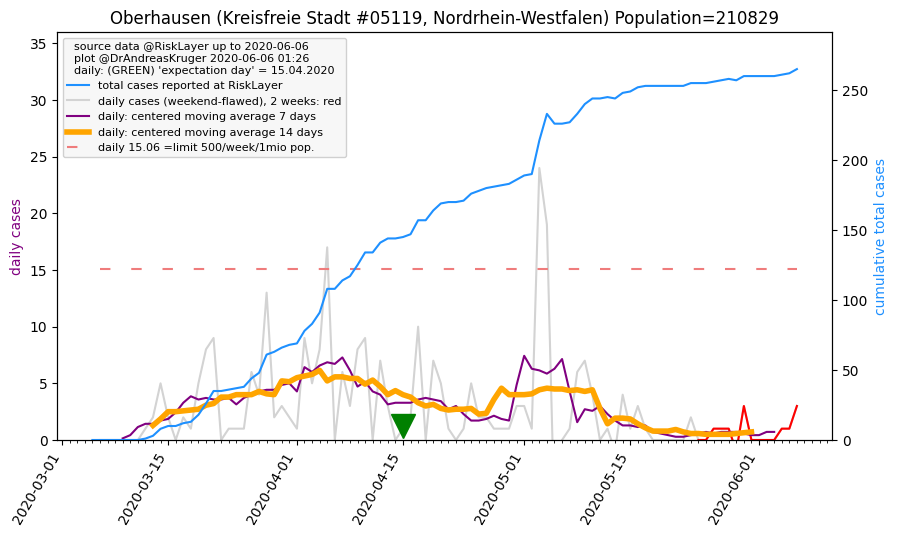 Oberhausen (Kreisfreie Stadt #05119, Nordrhein-Westfalen) Population=210829
source data @RiskLayer up to 2020-06-06
plot @DrAndreasKruger 2020-06-06 01:26
daily: (GREEN) 'expectation day' = 15.04.2020
total cases reported at RiskLayer
daily cases (weekend-flawed), 2 weeks: red
daily: centered moving average 7 days
daily: centered moving average 14 days
daily 15.06 =limit 500/week/1mio pop.
daily cases
35
30
25
20
15
10
5
0
cumulative total cases
250
200
150
100
50
0
2020-03-01
2020-03-15
2020-04-01
2020-04-15
2020-05-01
2020-05-15
2020-06-01